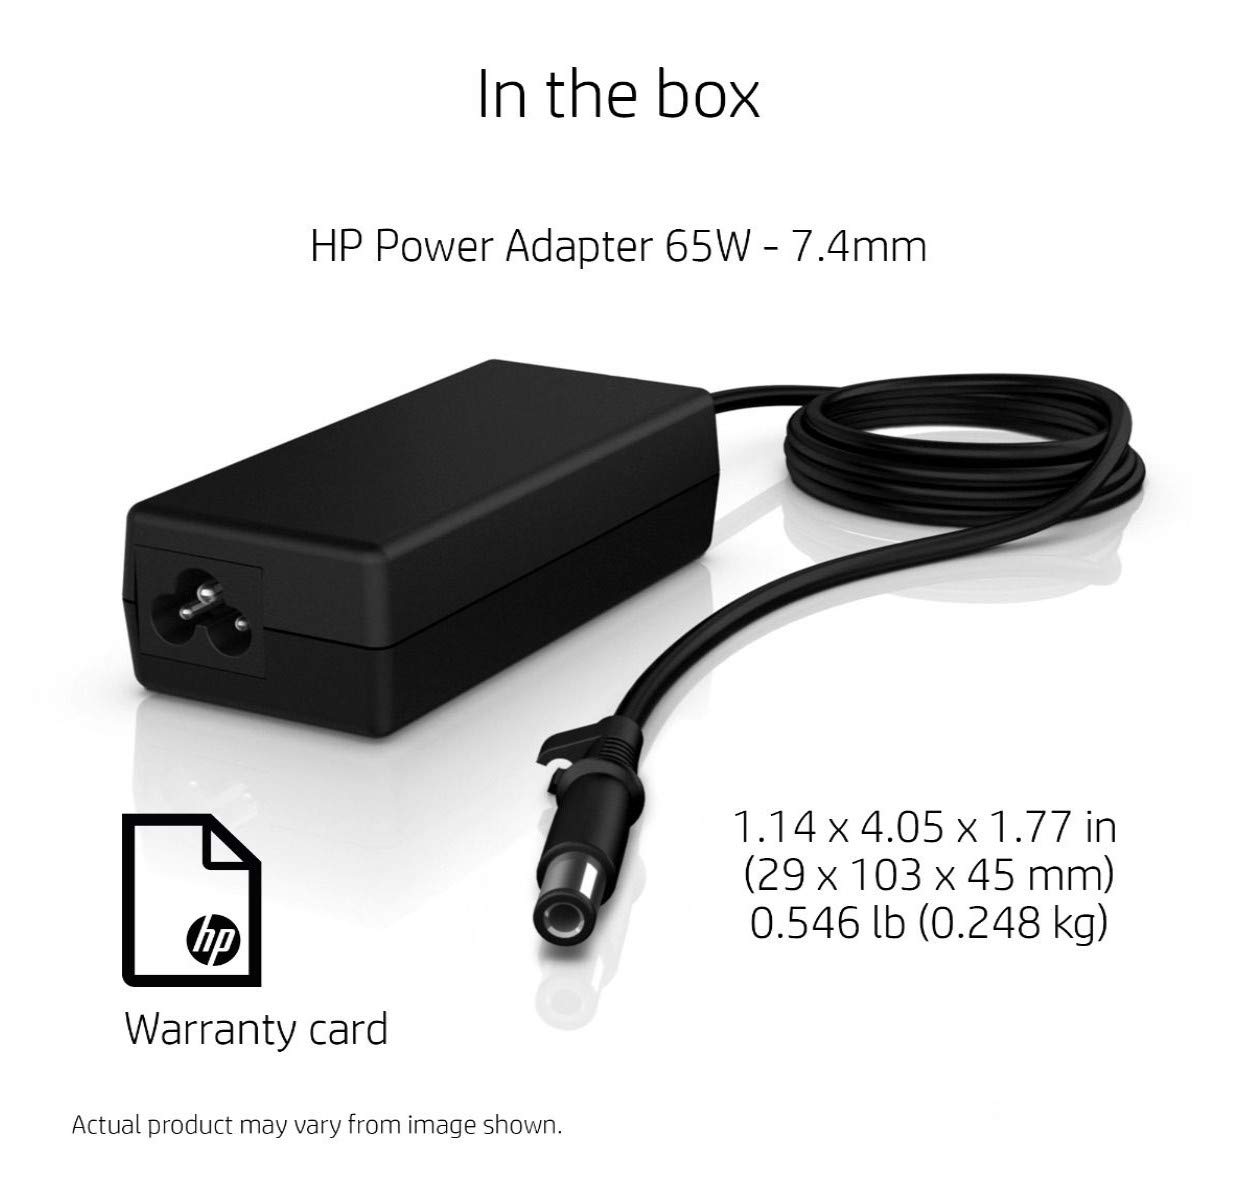 In the box
HP Power Adapter 65W - 7.4mm
1.14 x 4.05 x 1.77 in
(29 x 103 x 45 mm)
0.546 lb (0.248 kg)
hp
Warranty card
Actual product may vary from image shown.